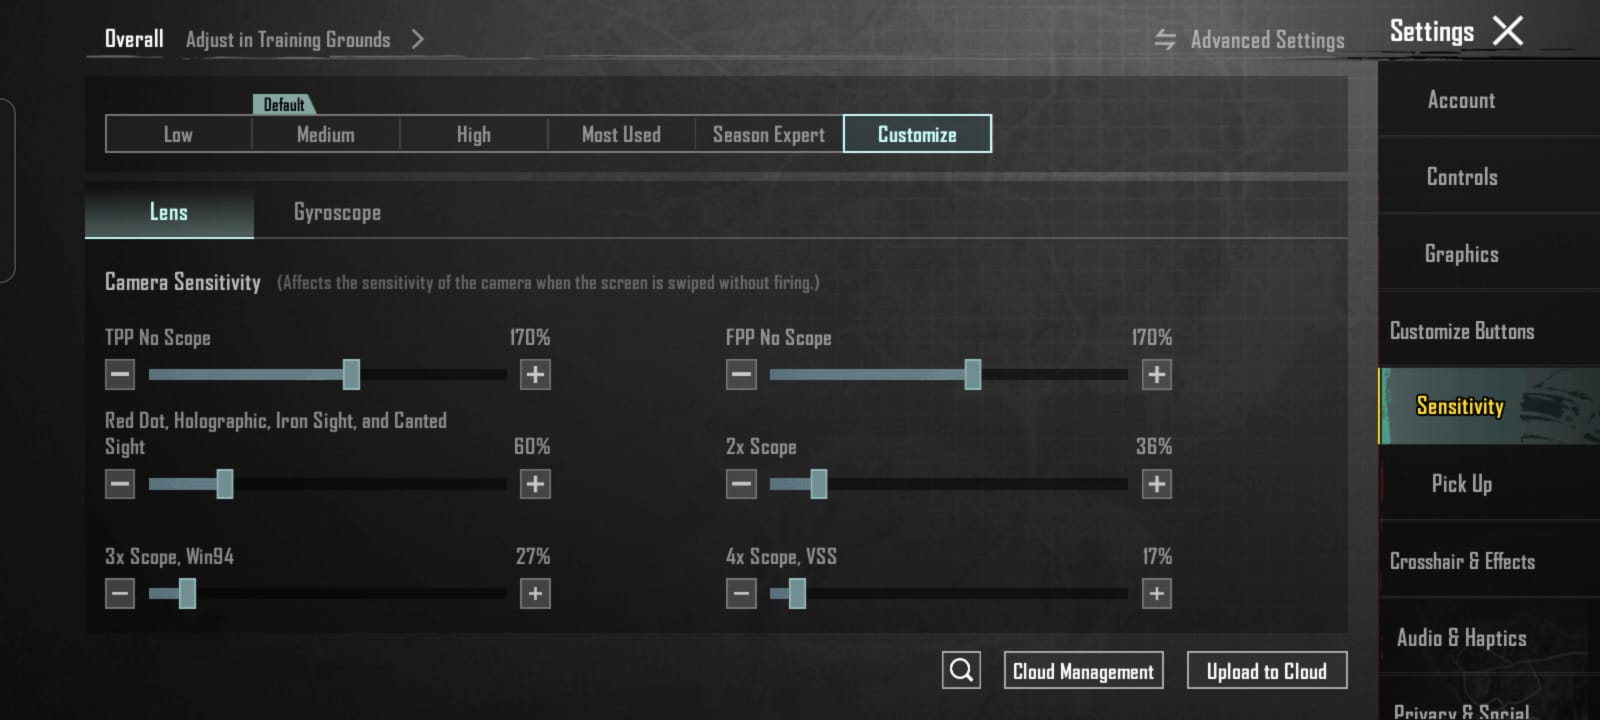 Overall
Adjust in Training Grounds
Advanced Settings
Settings
Default
Low
Medium
High
Most Used
Season Expert
Customize
Lens
Gyroscope
Camera Sensitivity (Affects the sensitivity of the camera when the screen is swiped without firing.)
TPP No Scope
170%
FPP No Scope
170%
Red Dot, Holographic, Iron Sight, and Canted
Sight
60%
2x Scope
36%
3x Scope, Win94
27%
4x Scope, VSS
17%
Cloud Management
Upload to Cloud
Account
Controls
Graphics
Customize Buttons
Sensitivity
Pick Up
Crosshair & Effects
Audio & Haptics
Privacy & Social